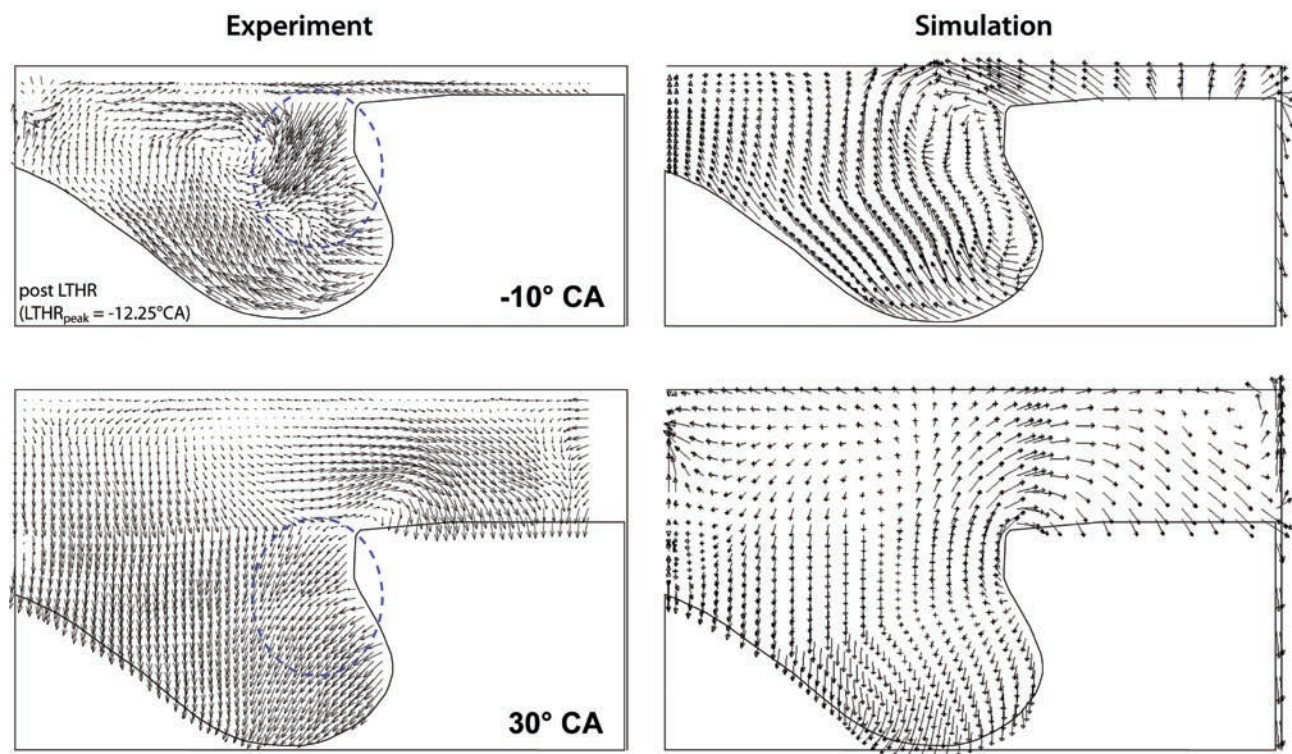 Experiment
Simulation
post LTHR
(LTHRpeak = -12.25°CA)
-10° CA
30° CA